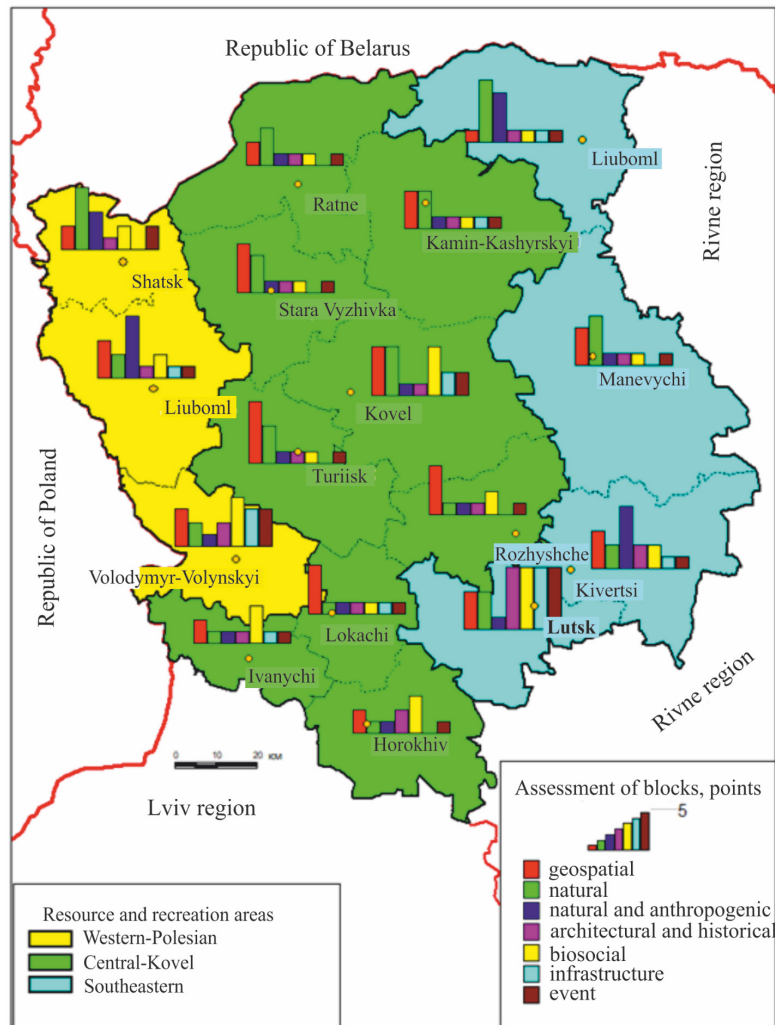 Republic of Belarus
Liuboml
Ratne
Kamin-Kashyrskyi
Rivne region
Shatsk
Stara Vyzhivka
Manevychi
Liuboml
Kovel
Turiisk
Republic of Poland
Rozhyshche
Volodymyr-Volynskyi
Kivertsi
Lokachi
Lutsk
Ivanychi
Rivne region
Horokhiv
0 10 20 км
Lviv region
Assessment of blocks, points
5
geospatial
natural
natural and anthropogenic
architectural and historical
biosocial
infrastructure
event
Resource and recreation areas
Western-Polesian
Central-Kovel
Southeastern